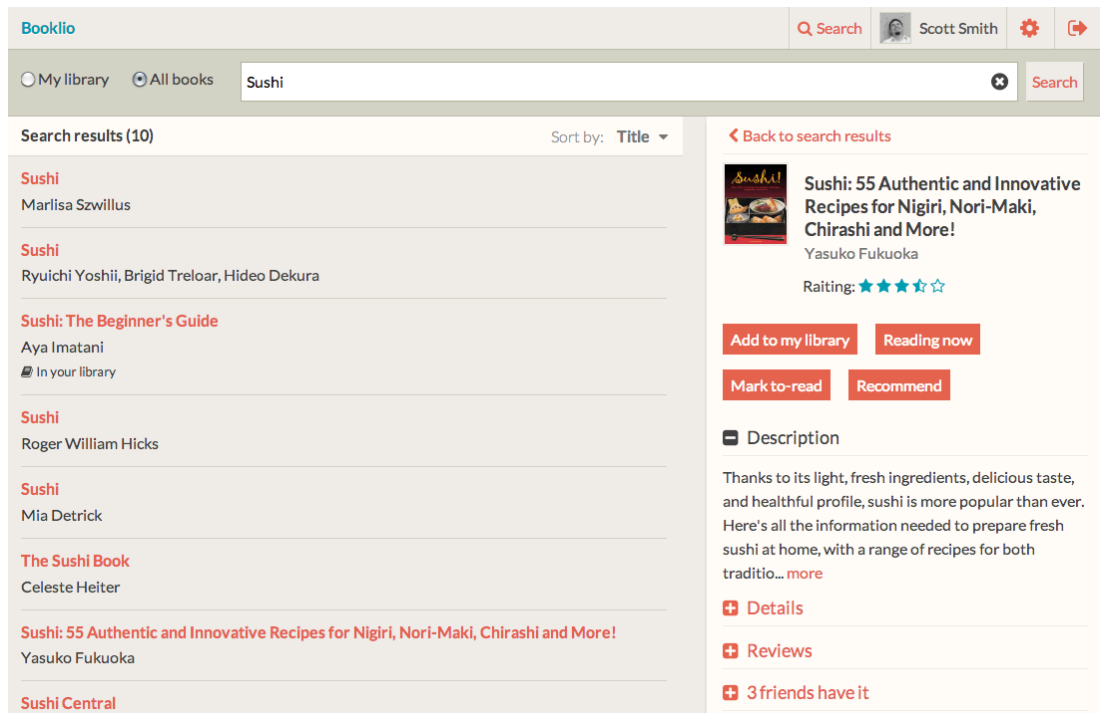 Booklio
Search
Scott Smith
My library
All books
Sushi
Search
Search results (10)
Sort by: Title
Sushi
Marlisa Szwillus
Sushi
Ryuichi Yoshii, Brigid Treloar, Hideo Dekura
Sushi: The Beginner's Guide
Aya Imatani
In your library
Sushi
Roger William Hicks
Sushi
Mia Detrick
The Sushi Book
Celeste Heiter
Sushi: 55 Authentic and Innovative Recipes for Nigiri, Nori-Maki, Chirashi and More!
Yasuko Fukuoka
Sushi Central
Back to search results
Sushi!
Sushi: 55 Authentic and Innovative
Recipes for Nigiri, Nori-Maki,
Chirashi and More!
Yasuko Fukuoka
Raiting:
Add to my library
Reading now
Mark to-read
Recommend
Description
Thanks to its light, fresh ingredients, delicious taste,
and healthful profile, sushi is more popular than ever.
Here's all the information needed to prepare fresh
sushi at home, with a range of recipes for both
traditio... more
Details
Reviews
3 friends have it